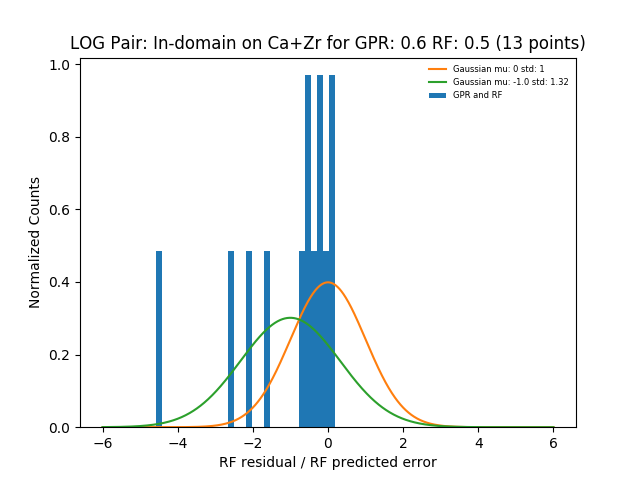 LOG Pair: In-domain on Ca+Zr for GPR: 0.6 RF: 0.5 (13 points)
Gaussian mu: 0 std: 1
Gaussian mu: -1.0 std: 1.32
GPR and RF
Normalized Counts
1.0
0.8
0.6
0.4
0.2
0.0
−6 −4 −2 0 2 4 6
RF residual / RF predicted error